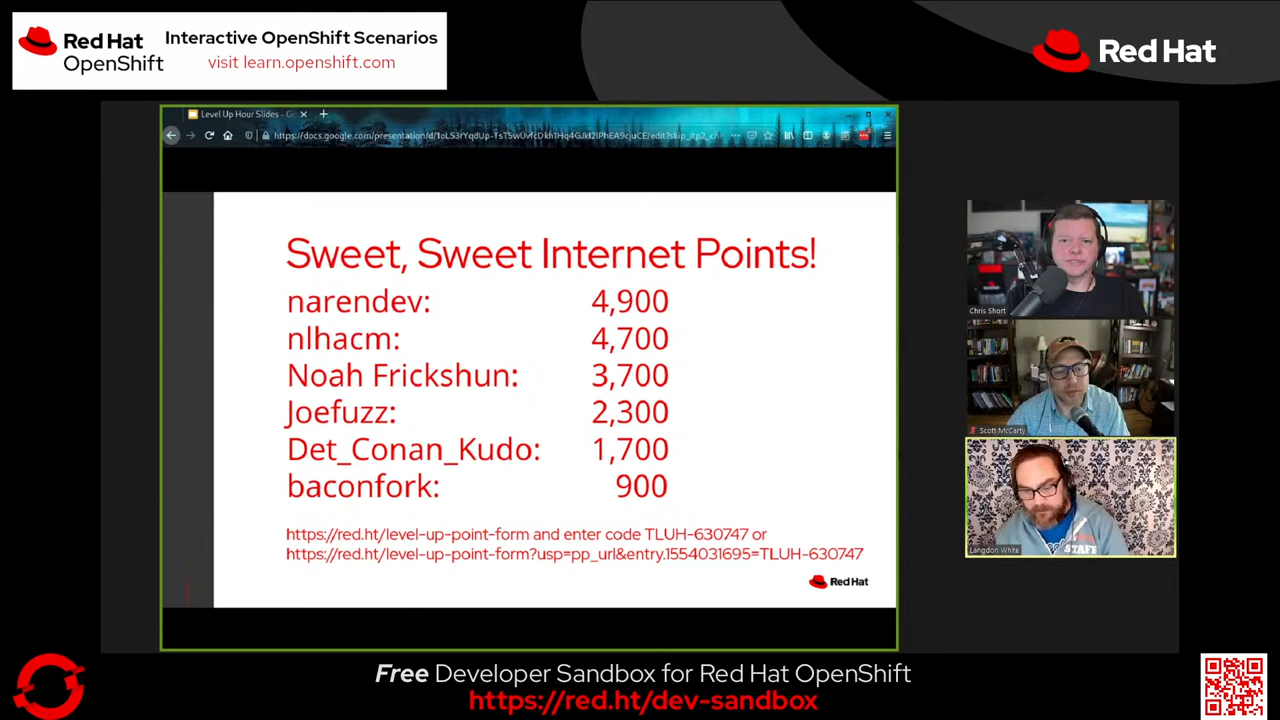 Red Hat
OpenShift
Interactive OpenShift Scenarios
visit learn.openshift.com
Red Hat
Level Up Hour Slides - G
Sweet, Sweet Internet Points!
narendev: 4,900
nlhacm: 4,700
Noah Frickshun: 3,700
Joefuzz: 2,300
Det_Conan_Kudo: 1,700
baconfork: 900
https://red.ht/level-up-point-form and enter code TLUH-630747 or
https://red.ht/level-up-point-form?usp=pp_url&entry.1554031695=TLUH-630747
Red Hat
Chris Short
Scott McCarty
Langdon White
STAFF
Free Developer Sandbox for Red Hat OpenShift
https://red.ht/dev-sandbox